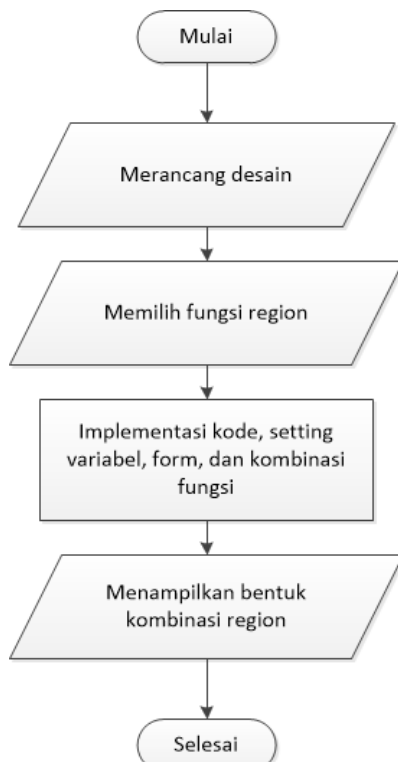 Mulai
Merancang desain
Memilih fungsi region
Implementasi kode, setting
variabel, form, dan kombinasi
fungsi
Menampilkan bentuk
kombinasi region
Selesai